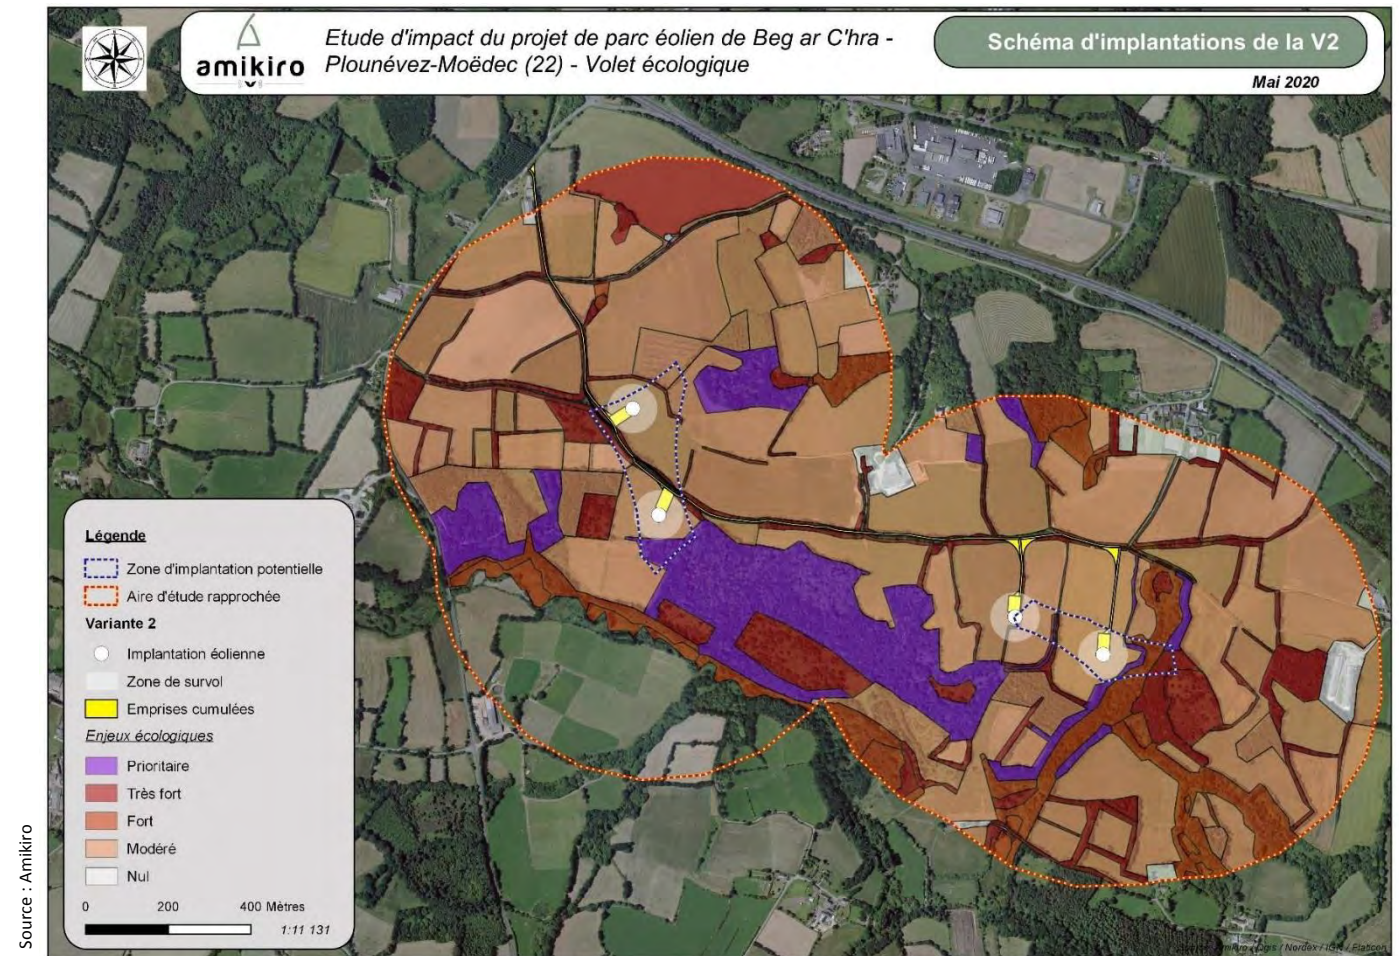 amikiro
Etude d'impact du projet de parc éolien de Beg ar C'hra -
Plounévez-Moëdec (22) - Volet écologique
Schéma d'implantations de la V2
Mai 2020
Légende
Zone d'implantation potentielle
Aire d'étude rapprochée
Variante 2
Implantation éolienne
Zone de survol
Emprises cumulées
Enjeux écologiques
Prioritaire
Très fort
Fort
Modéré
Nul
0 200 400 Mètres
1:11 131
Source : Amikiro
/ Nordex / IGN / Flaticon